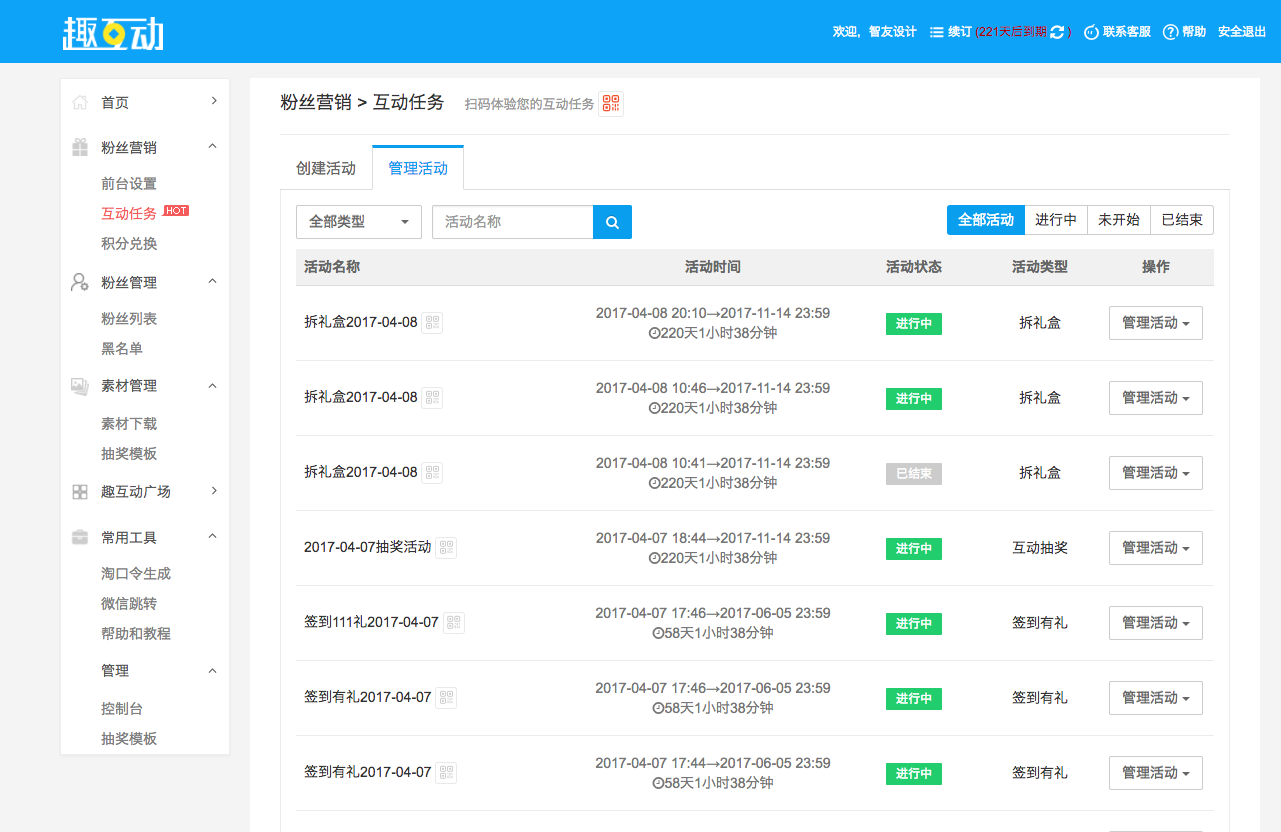 趣互动
欢迎，智友设计 续订 (221天后到期 ) 联系客服 帮助 安全退出
首页
粉丝营销
前台设置
互动任务 HOT
积分兑换
粉丝管理
粉丝列表
黑名单
素材管理
素材下载
抽奖模板
趣互动广场
常用工具
淘口令生成
微信跳转
帮助和教程
管理
控制台
抽奖模板
粉丝营销 > 互动任务 扫码体验您的互动任务
创建活动 管理活动
全部类型 活动名称 全部活动 进行中 未开始 已结束
活动名称 活动时间 活动状态 活动类型 操作
拆礼盒2017-04-08 2017-04-08 20:10→2017-11-14 23:59 进行中 拆礼盒 管理活动
220天1小时38分钟
拆礼盒2017-04-08 2017-04-08 10:46→2017-11-14 23:59 进行中 拆礼盒 管理活动
220天1小时38分钟
拆礼盒2017-04-08 2017-04-08 10:41→2017-11-14 23:59 已结束 拆礼盒 管理活动
220天1小时38分钟
2017-04-07抽奖活动 2017-04-07 18:44→2017-11-14 23:59 进行中 互动抽奖 管理活动
220天1小时38分钟
签到111礼2017-04-07 2017-04-07 17:46→2017-06-05 23:59 进行中 签到有礼 管理活动
58天1小时38分钟
签到有礼2017-04-07 2017-04-07 17:46→2017-06-05 23:59 进行中 签到有礼 管理活动
58天1小时38分钟
签到有礼2017-04-07 2017-04-07 17:44→2017-06-05 23:59 进行中 签到有礼 管理活动
58天1小时38分钟